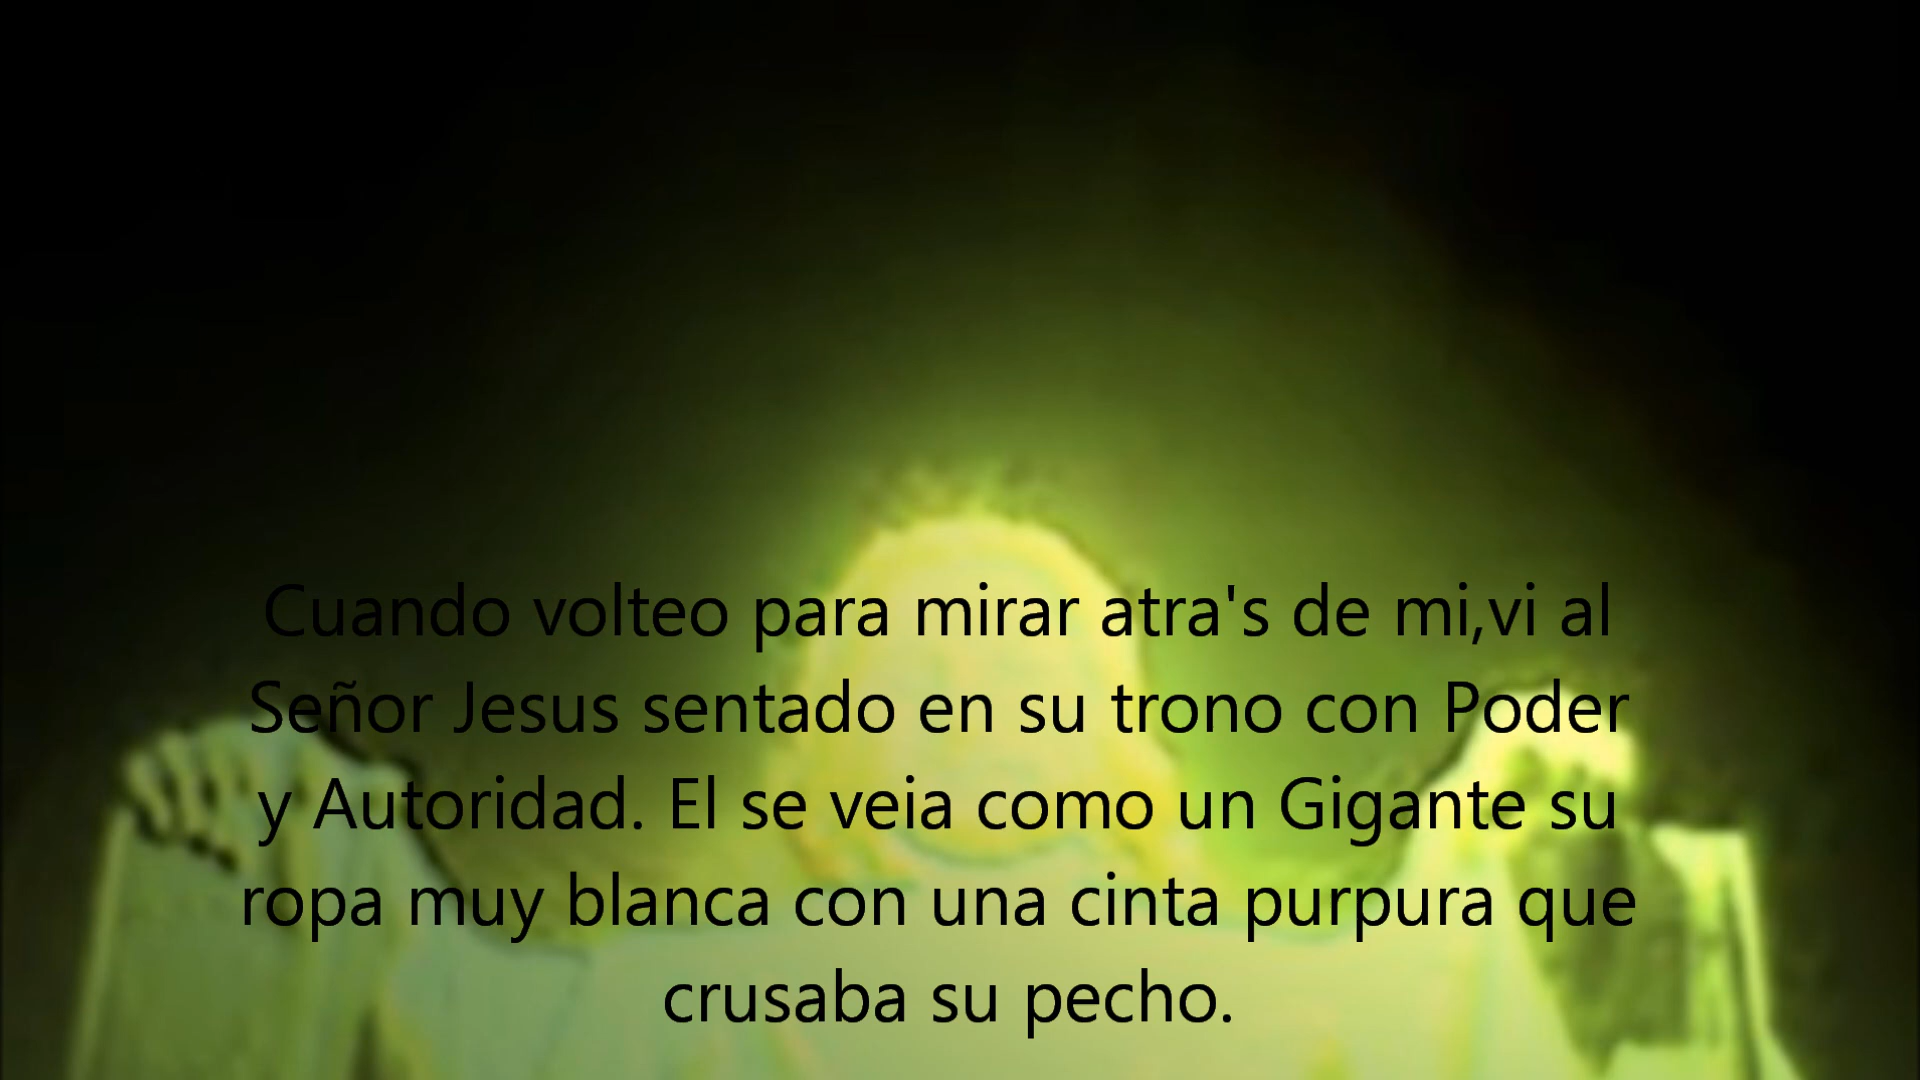 Cuando volteo para mirar atra's de mi,vi al
Señor Jesus sentado en su trono con Poder
y Autoridad. El se veia como un Gigante su
ropa muy blanca con una cinta purpura que
crusaba su pecho.